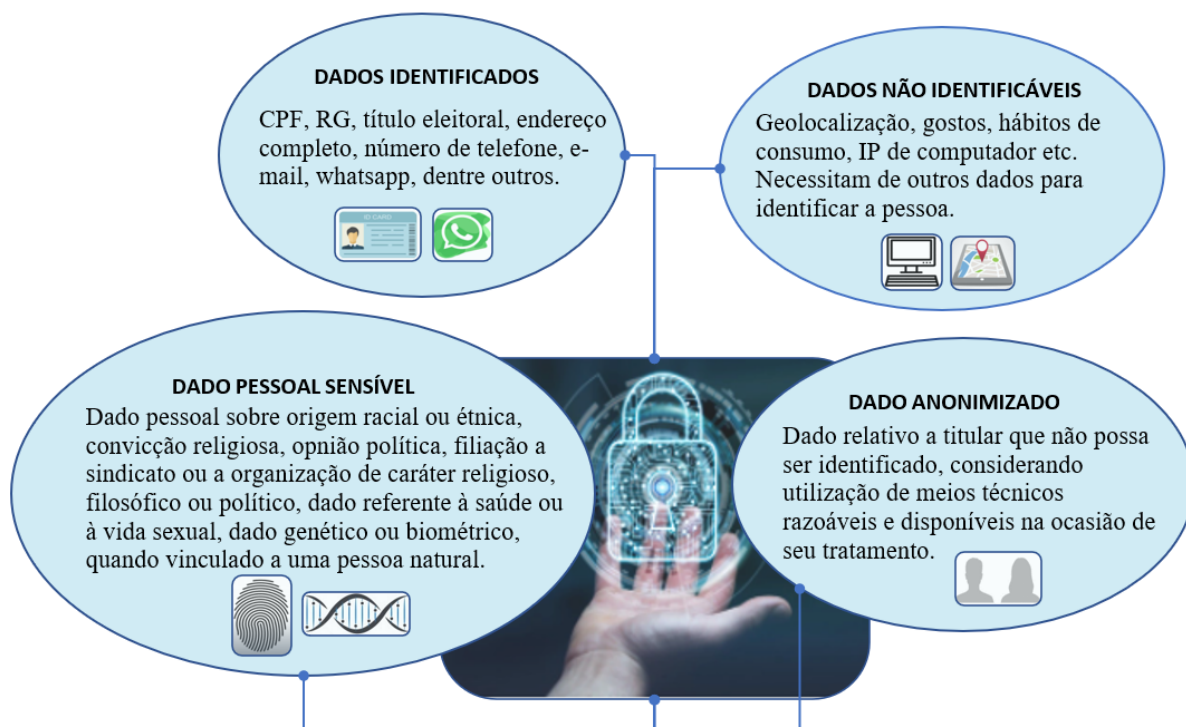 DADOS IDENTIFICADOS
CPF, RG, título eleitoral, endereço
completo, número de telefone, e-
mail, whatsapp, dentre outros.
ID CARD
DADOS NÃO IDENTIFICÁVEIS
Geolocalização, gostos, hábitos de
consumo, IP de computador etc.
Necessitam de outros dados para
identificar a pessoa.
DADO PESSOAL SENSÍVEL
Dado pessoal sobre origem racial ou étnica,
convicção religiosa, opnião política, filiação a
sindicato ou a organização de caráter religioso,
filosófico ou político, dado referente à saúde ou
à vida sexual, dado genético ou biométrico,
quando vinculado a uma pessoa natural.
DADO ANONIMIZADO
Dado relativo a titular que não possa
ser identificado, considerando
utilização de meios técnicos
razoáveis e disponíveis na ocasião de
seu tratamento.